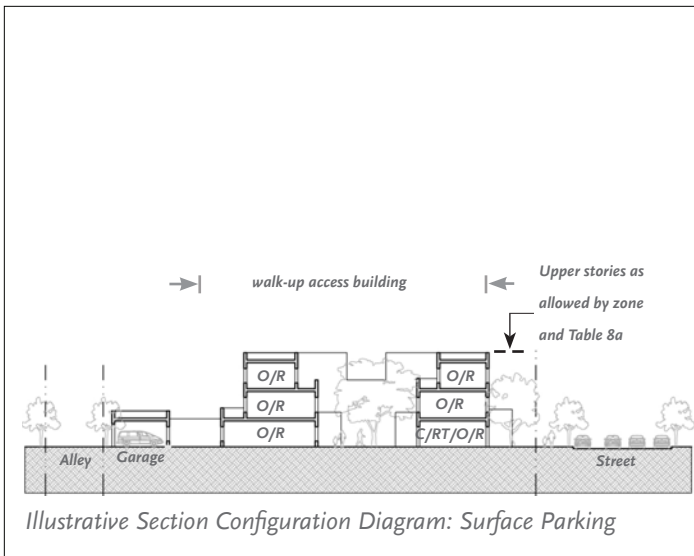 walk-up access building
Upper stories as
allowed by zone
and Table 8a
O/R
O/R
O/R
O/R
O/R
C/RT/O/R
Alley
Garage
Street
Illustrative Section Configuration Diagram: Surface Parking